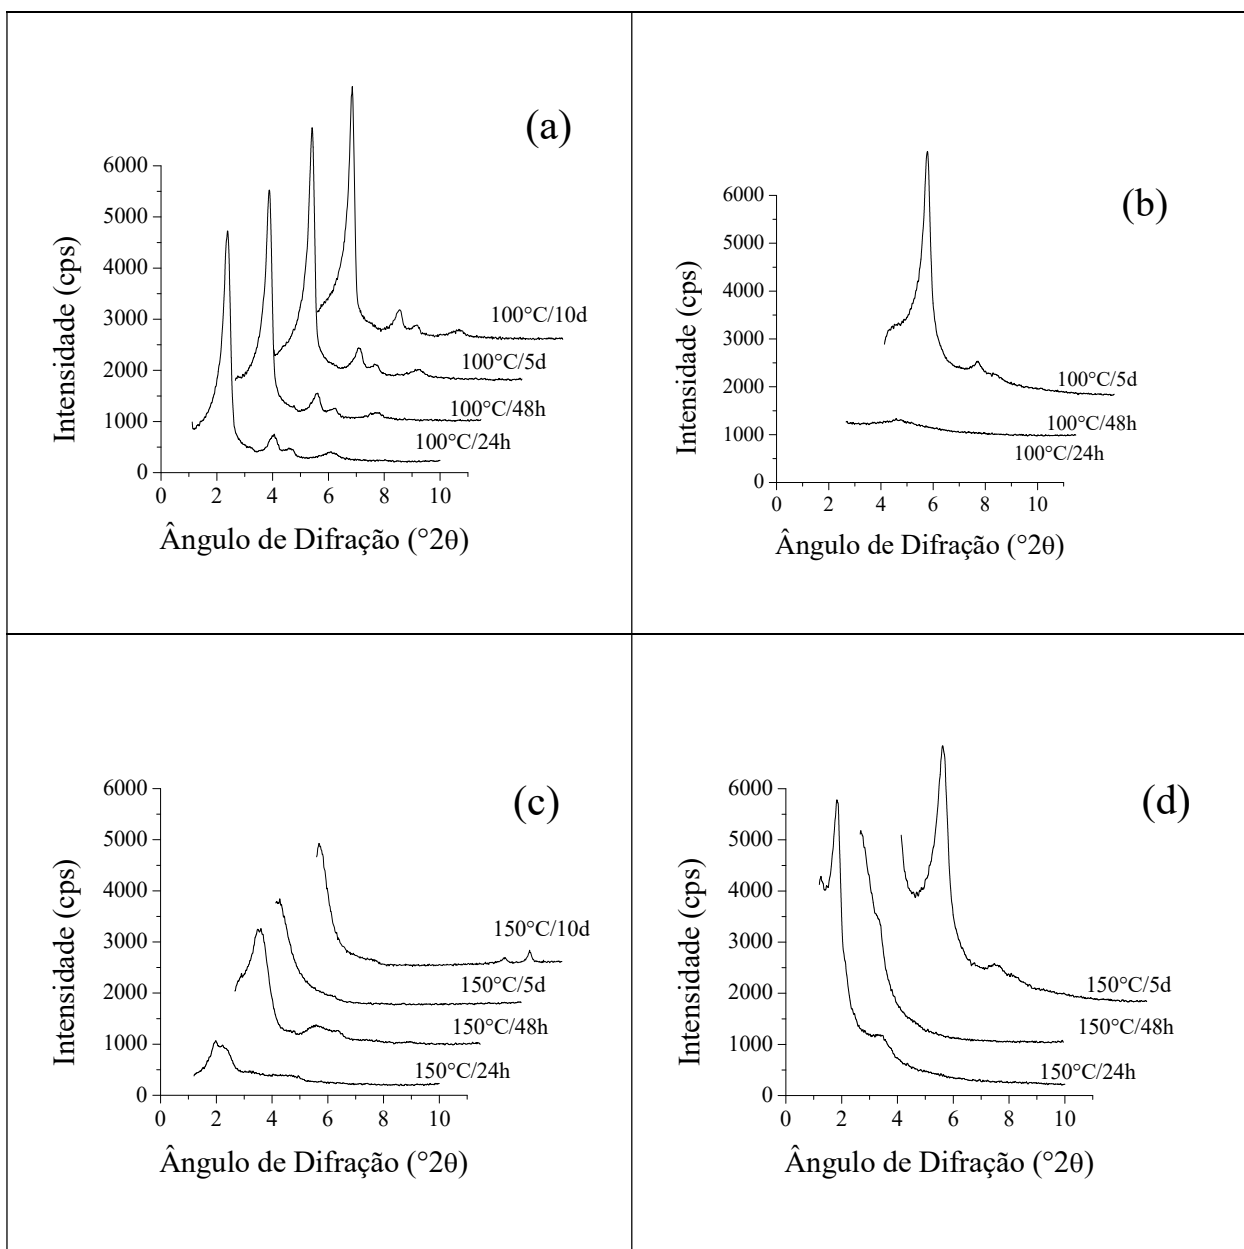 (a)
6000
5000
4000
3000
2000
1000
0
Intensidade (cps)
100°C/10d
100°C/5d
100°C/48h
100°C/24h
0 2 4 6 8 10
Ângulo de Difração (°2θ)
(b)
6000
5000
4000
3000
2000
1000
0
Intensidade (cps)
100°C/5d
100°C/48h
100°C/24h
0 2 4 6 8 10
Ângulo de Difração (°2θ)
(c)
6000
5000
4000
3000
2000
1000
0
Intensidade (cps)
150°C/10d
150°C/5d
150°C/48h
150°C/24h
0 2 4 6 8 10
Ângulo de Difração (°2θ)
(d)
6000
5000
4000
3000
2000
1000
0
Intensidade (cps)
150°C/5d
150°C/48h
150°C/24h
0 2 4 6 8 10
Ângulo de Difração (°2θ)